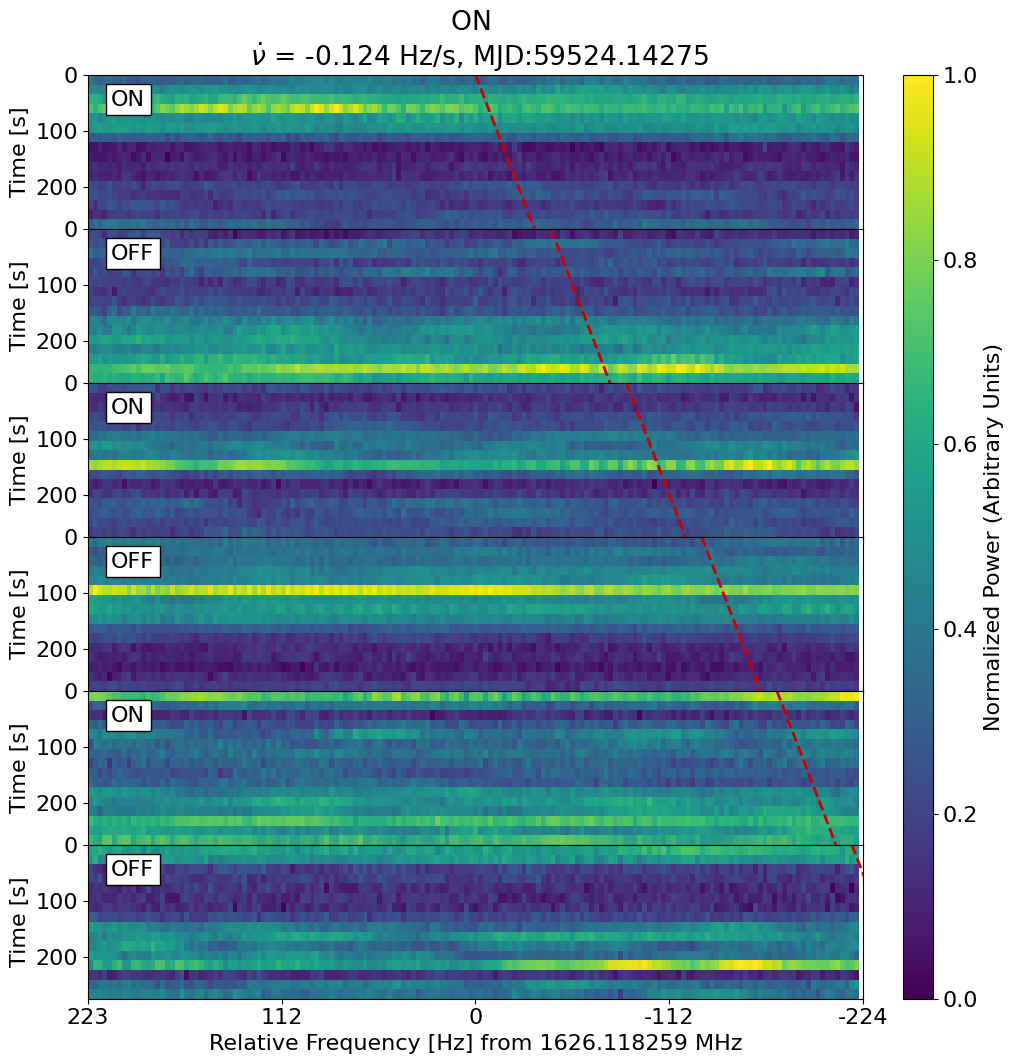 ON
ν̇ = -0.124 Hz/s, MJD:59524.14275
0
ON
100
Time [s]
200
0
OFF
100
Time [s]
200
0
ON
100
Time [s]
200
0
OFF
100
Time [s]
200
0
ON
100
Time [s]
200
0
OFF
100
Time [s]
200
223 112 0 -112 -224
Relative Frequency [Hz] from 1626.118259 MHz
1.0
0.8
0.6
0.4
0.2
0.0
Normalized Power (Arbitrary Units)